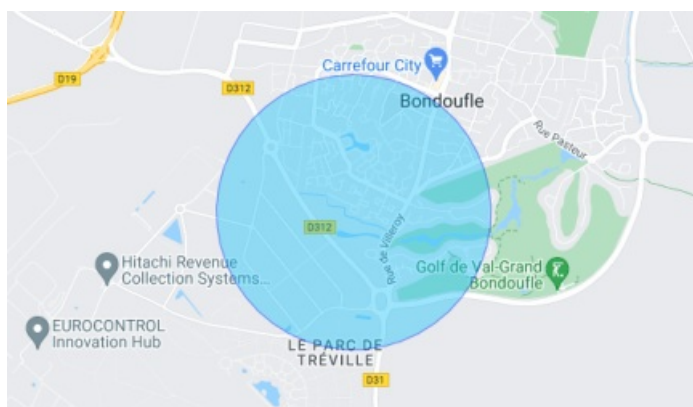 Carrefour City
D19
D312
Bondoufle
Rue Pasteur
D312
Rue de Villeroy
Hitachi Revenue
Collection Systems...
Golf de Val-Grand
Bondoufle
EUROCONTROL
Innovation Hub
LE PARC DE
TRÉVILLE
D31